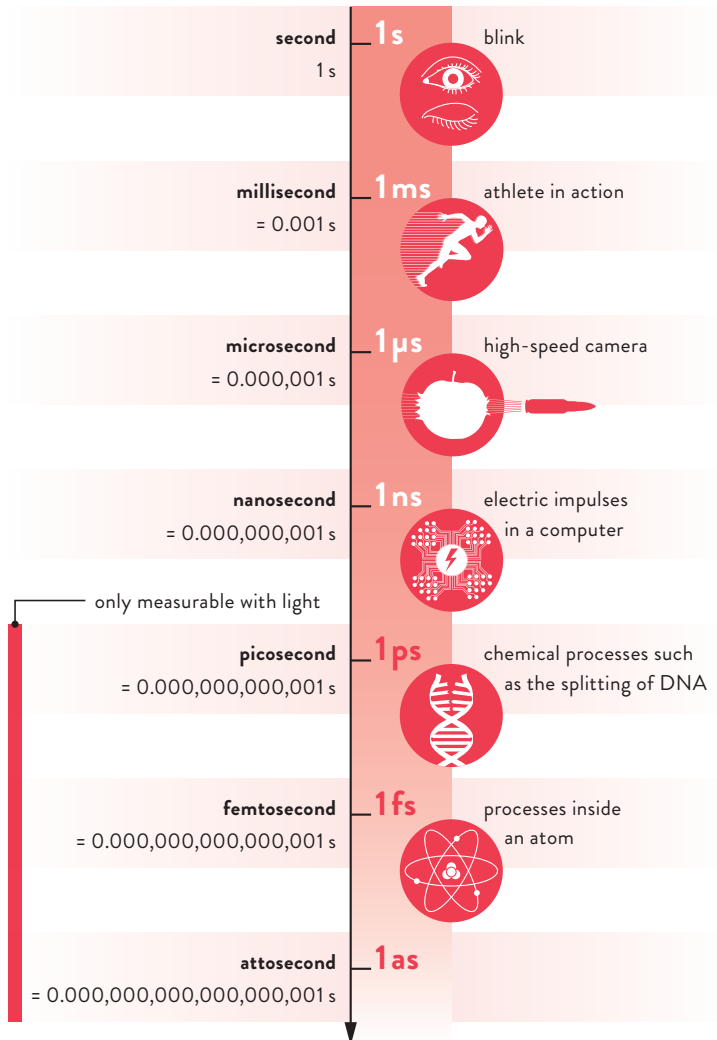 second
1 s
1s
blink
millisecond
= 0.001 s
1ms
athlete in action
microsecond
= 0.000,001 s
1µs
high-speed camera
nanosecond
= 0.000,000,001 s
1ns
electric impulses
in a computer
only measurable with light
picosecond
= 0.000,000,000,001 s
1ps
chemical processes such
as the splitting of DNA
femtosecond
= 0.000,000,000,000,001 s
1fs
processes inside
an atom
attosecond
= 0.000,000,000,000,000,001 s
1as